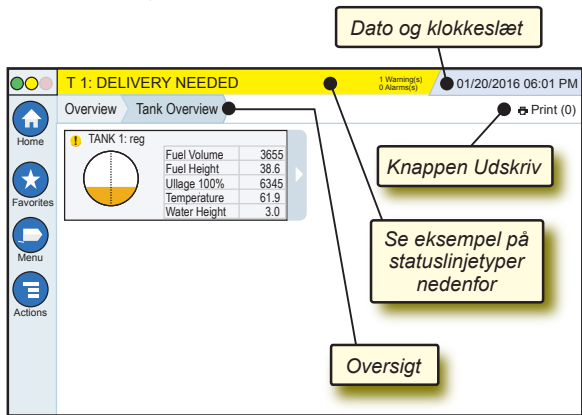 Dato og klokkeslæt
T 1: DELIVERY NEEDED
1 Warning(s)
0 Alarms(s)
01/20/2016 06:01 PM
Overview
Tank Overview
Print (0)
Home
Favorites
Menu
Actions
! TANK 1: reg
Fuel Volume 3655
Fuel Height 38.6
Ullage 100% 6345
Temperature 61.9
Water Height 3.0
Knappen Udskriv
Se eksempel på
statuslinjetyper
nedenfor
Oversigt